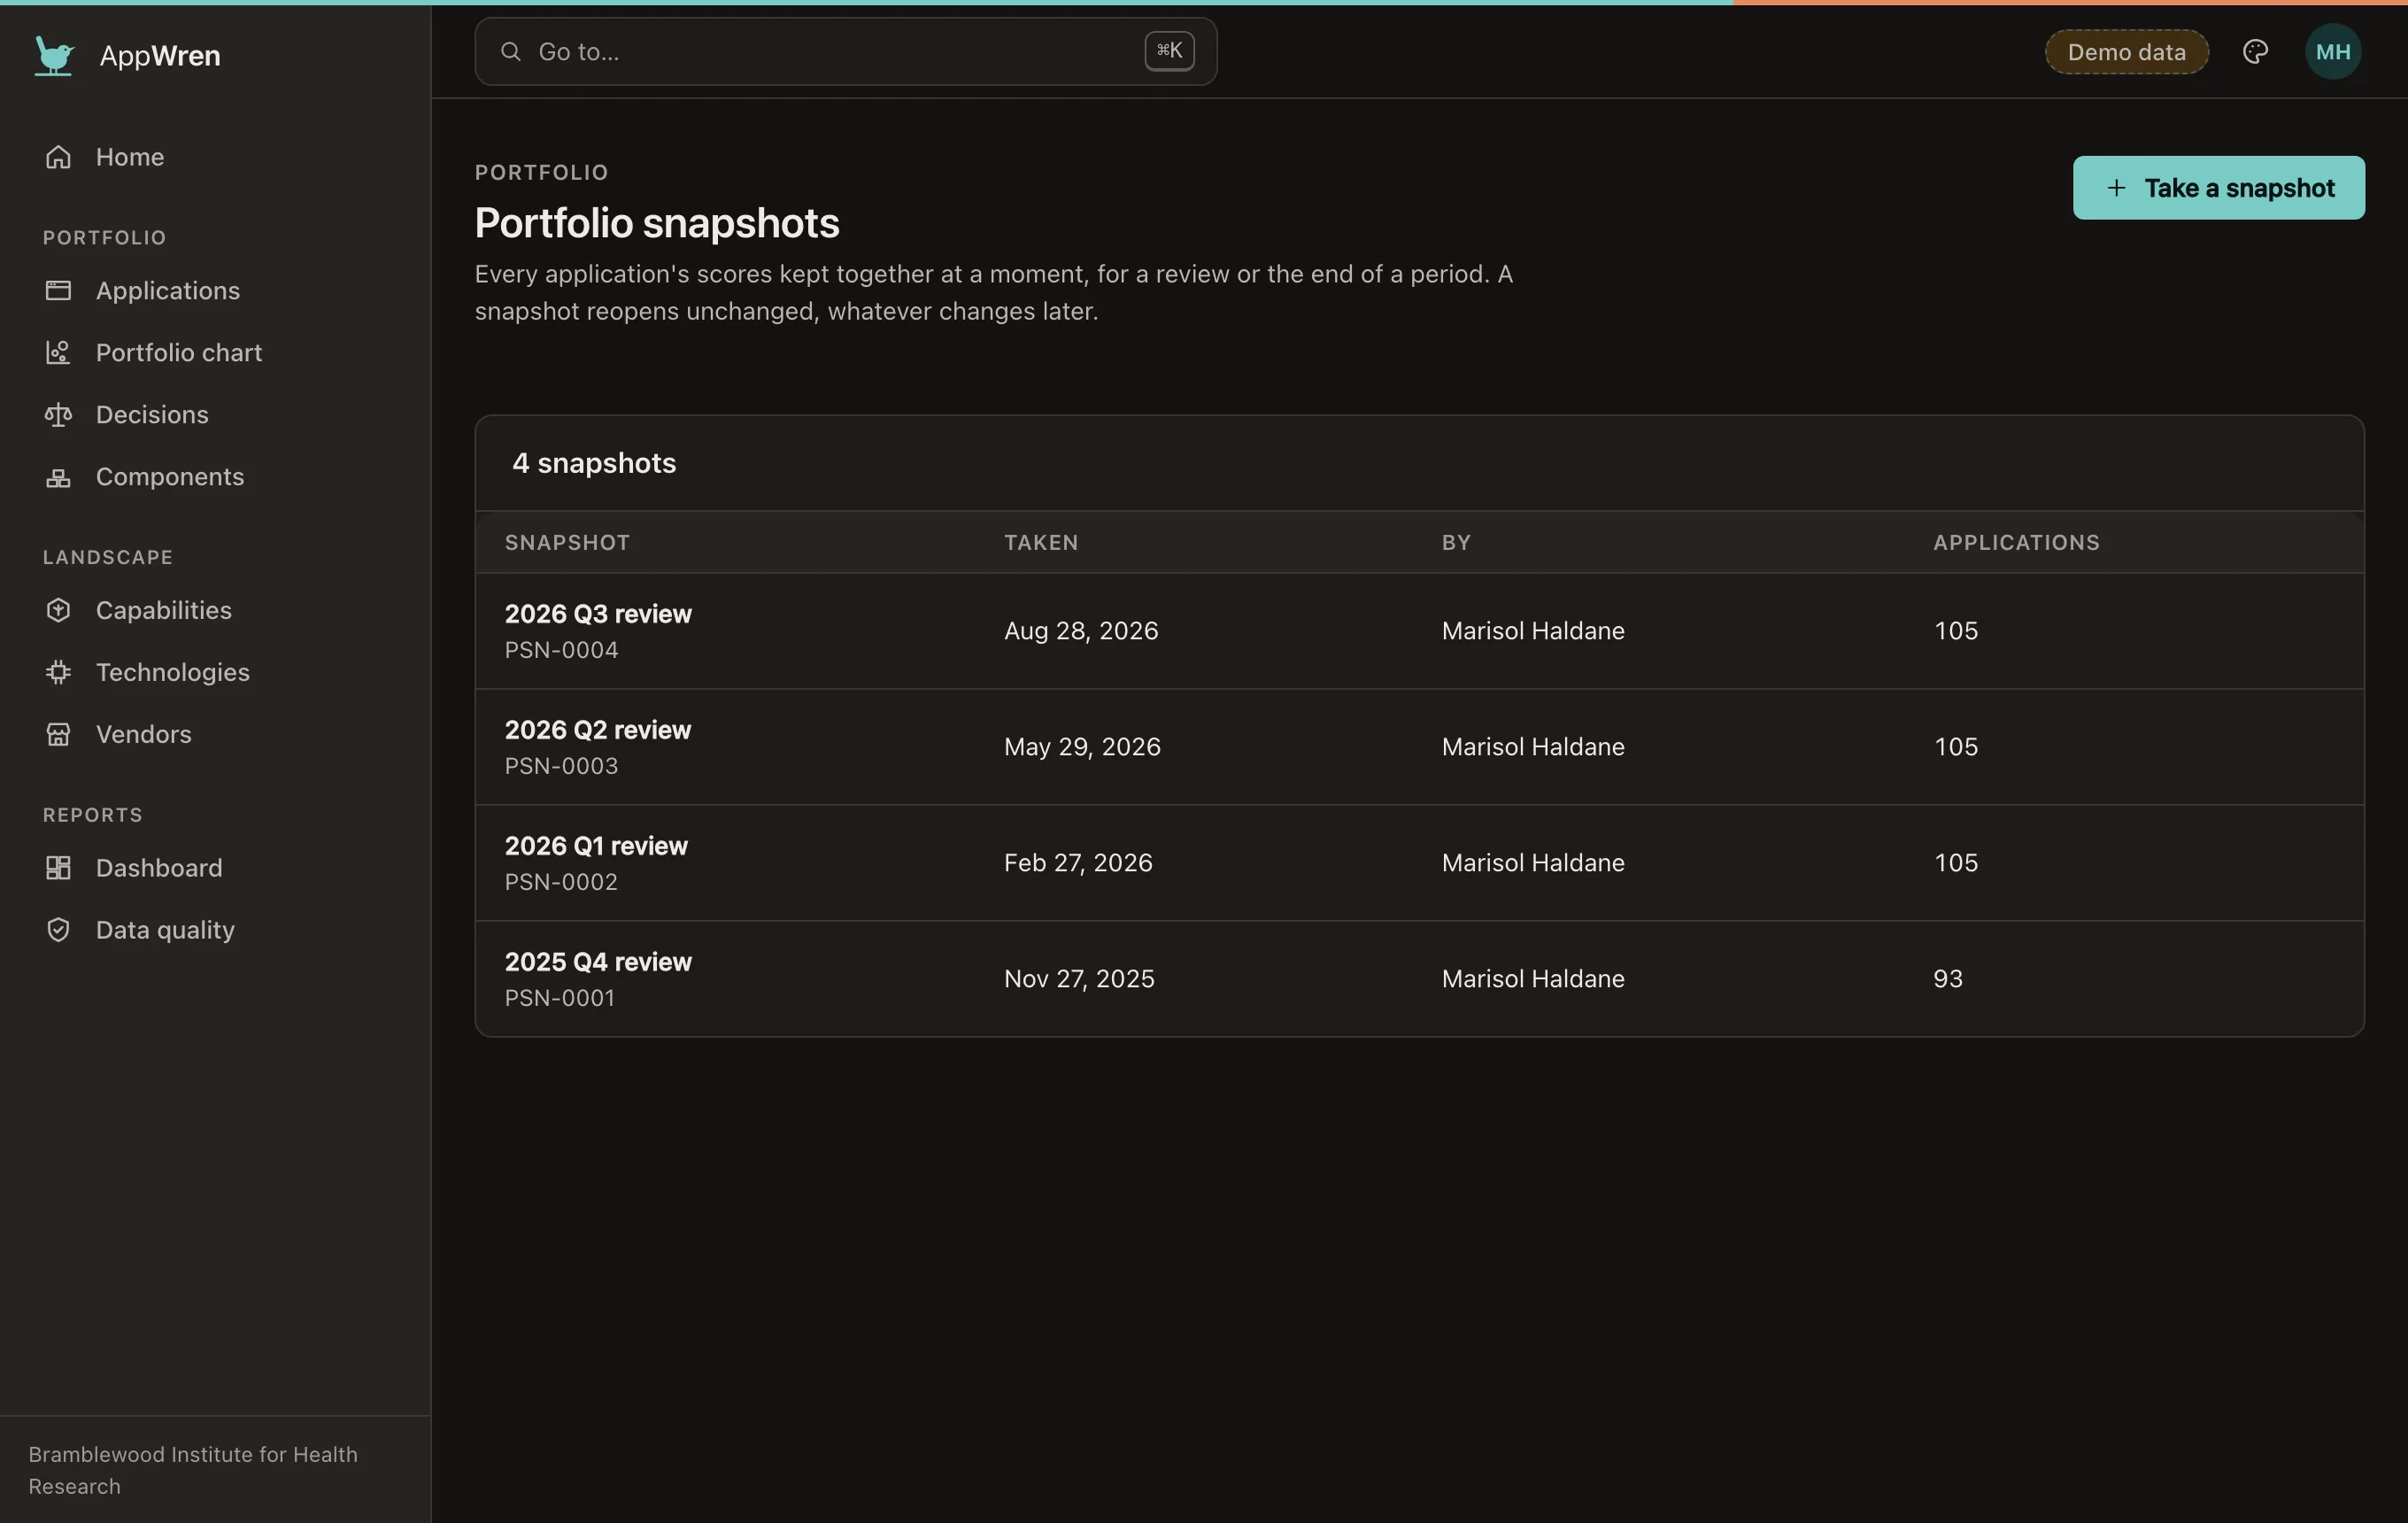 AppWren
Go to...
⌘K
Demo data
MH
Home
PORTFOLIO
Applications
Portfolio chart
Decisions
Components
LANDSCAPE
Capabilities
Technologies
Vendors
REPORTS
Dashboard
Data quality
Bramblewood Institute for Health
Research
PORTFOLIO
Portfolio snapshots
Every application's scores kept together at a moment, for a review or the end of a period. A
snapshot reopens unchanged, whatever changes later.
+ Take a snapshot
4 snapshots
SNAPSHOT TAKEN BY APPLICATIONS
2026 Q3 review
PSN-0004
Aug 28, 2026
Marisol Haldane
105
2026 Q2 review
PSN-0003
May 29, 2026
Marisol Haldane
105
2026 Q1 review
PSN-0002
Feb 27, 2026
Marisol Haldane
105
2025 Q4 review
PSN-0001
Nov 27, 2025
Marisol Haldane
93